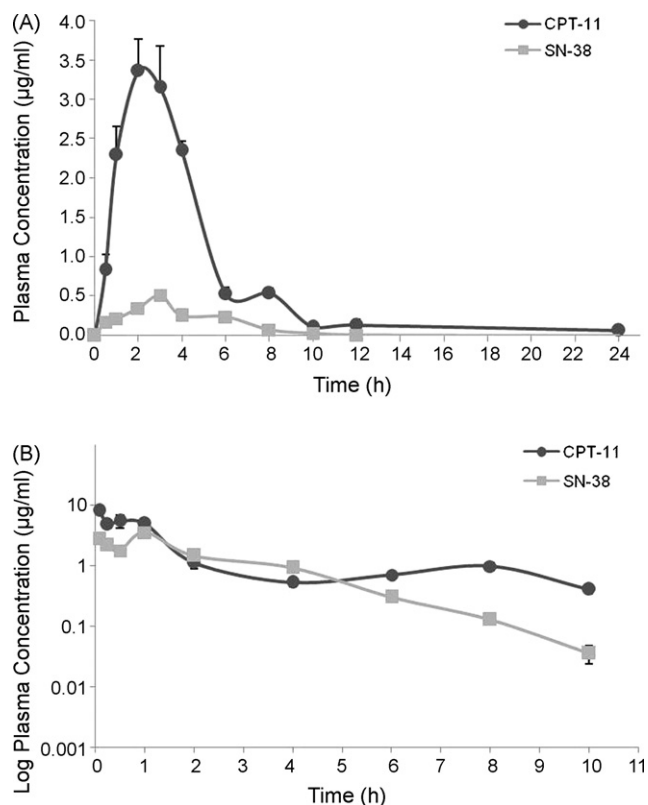 (A)
CPT-11
SN-38
Plasma Concentration (µg/ml)
4.0
3.5
3.0
2.5
2.0
1.5
1.0
0.5
0.0
0 2 4 6 8 10 12 14 16 18 20 22 24
Time (h)
(B)
CPT-11
SN-38
Log Plasma Concentration (µg/ml)
10
1
0.1
0.01
0.001
0 0 1 2 3 4 5 6 7 8 9 10 11
Time (h)